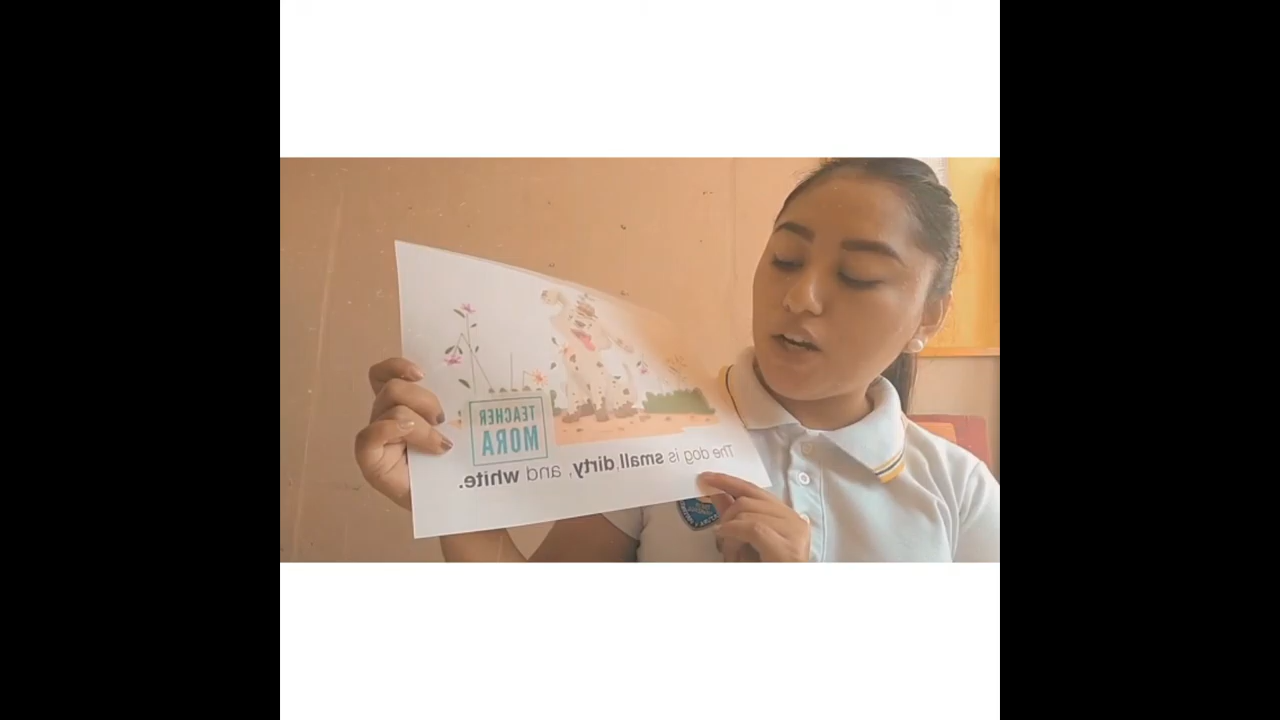 TEACHER
MORA
The dog is small, dirty, and white.